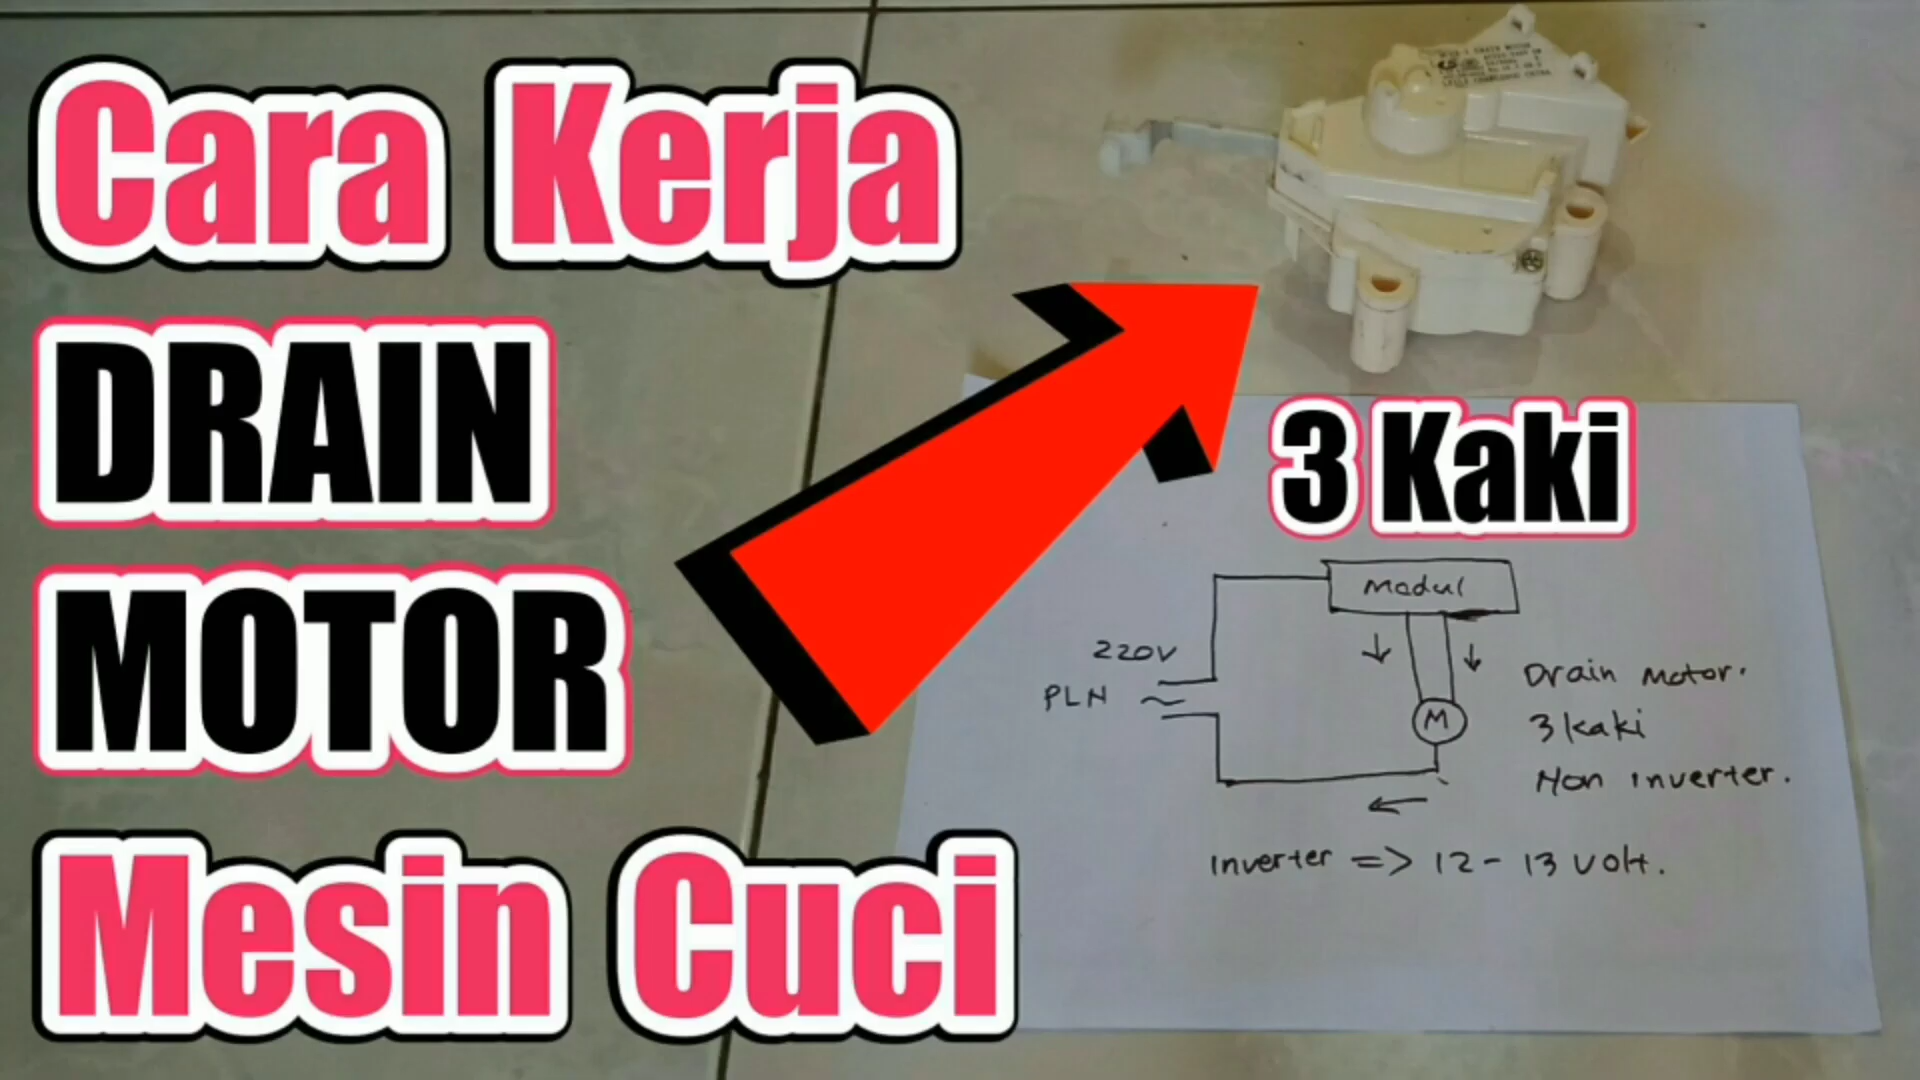 Cara Kerja
DRAIN
MOTOR
Mesin Cuci
3 Kaki
Modul
220V
PLN
M
Drain Motor.
3 kaki
Non inverter.
Inverter => 12 - 13 Volt.